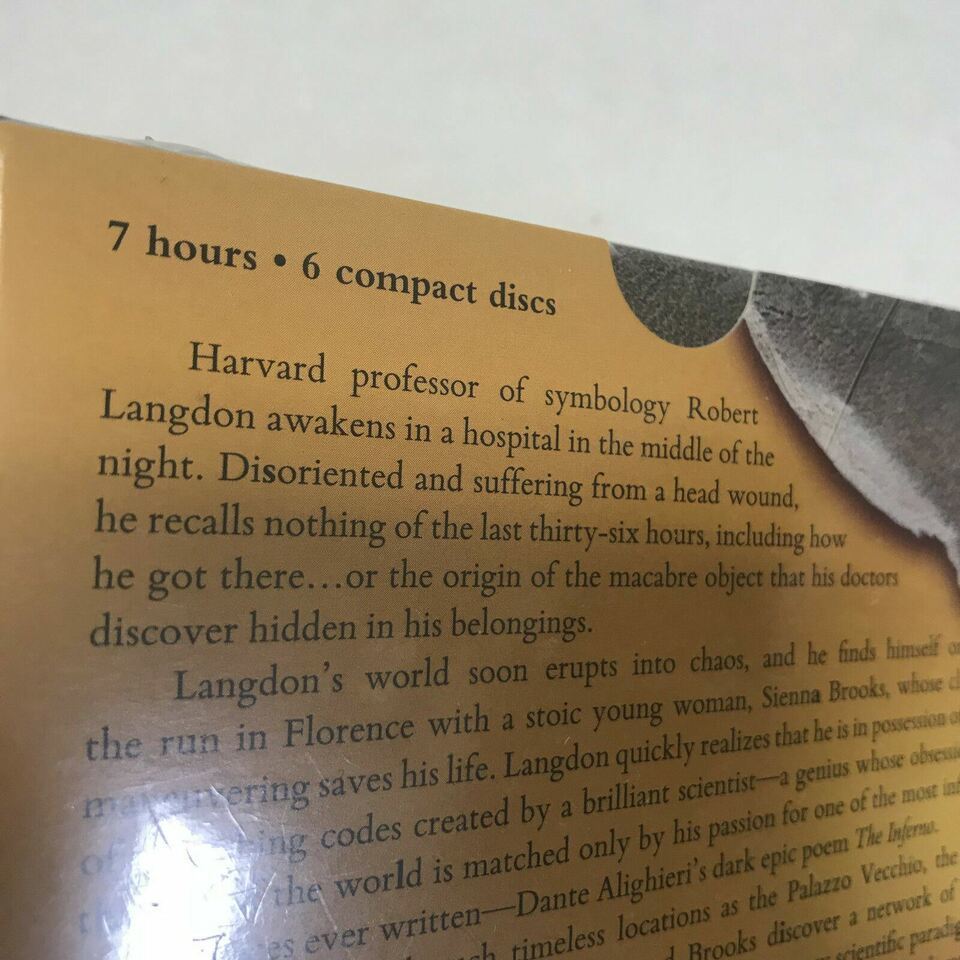 7 hours • 6 compact discs
Harvard professor of symbology Robert
Langdon awakens in a hospital in the middle of the
night. Disoriented and suffering from a head wound,
he recalls nothing of the last thirty-six hours, including how
he got there…or the origin of the macabre object that his doctors
discover hidden in his belongings.
Langdon's world soon erupts into chaos, and he finds himself
the run in Florence with a stoic young woman, Sienna Brooks, whose
maneuvering saves his life. Langdon quickly realizes that he is in possession
of codes created by a brilliant scientist—a genius whose
the world is matched only by his passion for one of the most
ever written—Dante Alighieri's dark epic poem The Inferno.
timeless locations as the Palazzo Vecchio, the
Brooks discover a network of
scientific